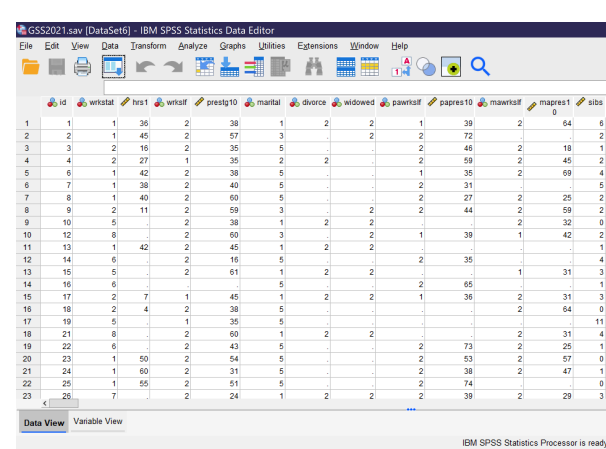 GSS2021.sav [DataSet6] - IBM SPSS Statistics Data Editor
File Edit View Data Transform Analyze Graphs Utilities Extensions Window Help
id wrkstat hrs1 wrkslf prestg10 marital divorce widowed pawrkslf papres10 mawrkslf mapres10 sibs
1 1 1 36 2 38 1 2 2 1 39 2 64 6
2 2 1 45 2 57 3 . 2 2 72 . . 2
3 3 2 16 2 35 5 . . 2 46 2 18 1
4 4 2 27 1 35 2 2 . 2 59 2 45 2
5 6 1 42 2 38 5 . . 1 35 2 69 4
6 7 1 38 2 40 5 . . 2 31 . . 5
7 8 1 40 2 60 5 . . 2 27 2 25 2
8 9 2 11 2 59 3 . 2 2 44 2 59 2
9 10 5 . 2 38 1 2 2 . . 2 32 0
10 12 8 . 2 60 3 . 2 1 39 1 42 2
11 13 1 42 2 45 1 2 2 . . . . 1
12 14 6 . 2 16 5 . . 2 35 . . 4
13 15 5 . 2 61 1 2 2 . . 1 31 3
14 16 6 . . . 5 . . 2 65 . . 1
15 17 2 7 1 45 1 2 2 1 36 2 31 3
16 18 2 4 2 38 5 . . . . 2 64 0
17 19 5 . 1 35 5 . . . . . . 11
18 21 8 . 2 60 1 2 2 . . 2 31 4
19 22 6 . 2 43 5 . . 2 73 2 25 1
20 23 1 50 2 54 5 . . 2 53 2 57 0
21 24 1 60 2 31 5 . . 2 38 2 47 1
22 25 1 55 2 51 5 . . 2 74 . . 0
23 26 7 . 2 24 1 2 2 2 39 2 29 3
Data View Variable View
IBM SPSS Statistics Processor is ready